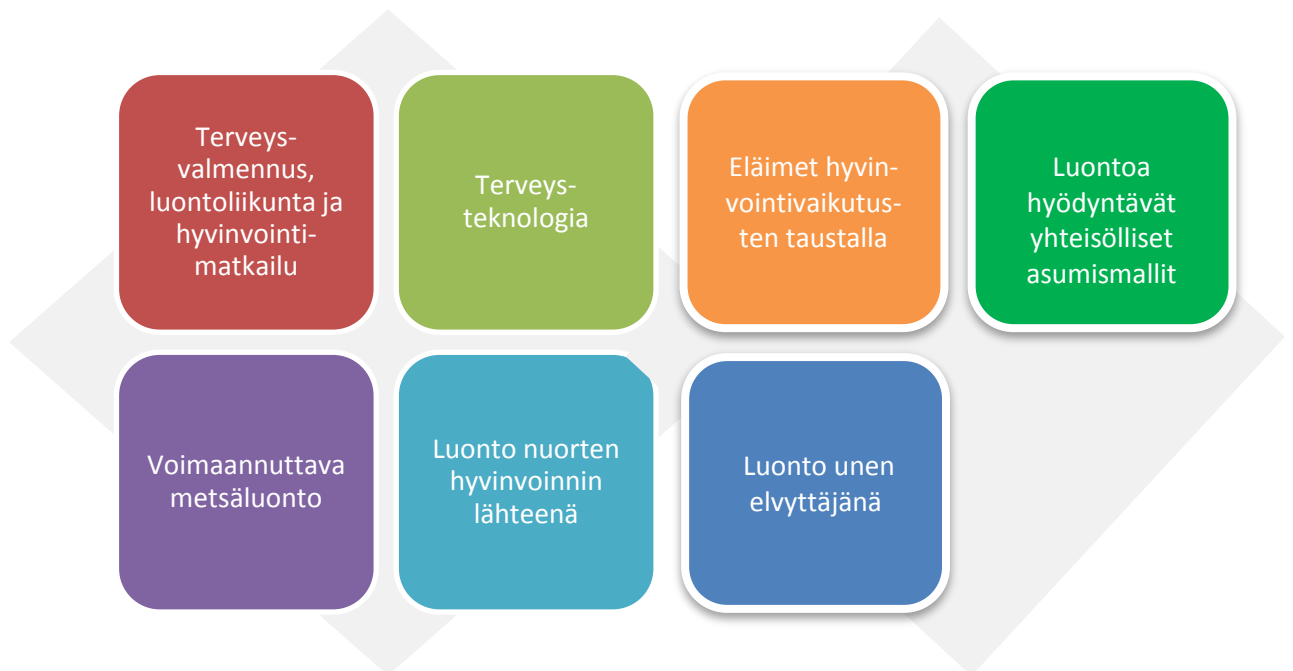 Terveys-
valmennus,
luontoliikunta ja
hyvinvointi-
matkailu
Terveys-
teknologia
Eläimet hyvin-
vointivaikutus-
ten taustalla
Luontoa
hyödyntävät
yhteisölliset
asumismallit
Voimaannuttava
metsäluonto
Luonto nuorten
hyvinvoinnin
lähteenä
Luonto unen
elvyttäjänä